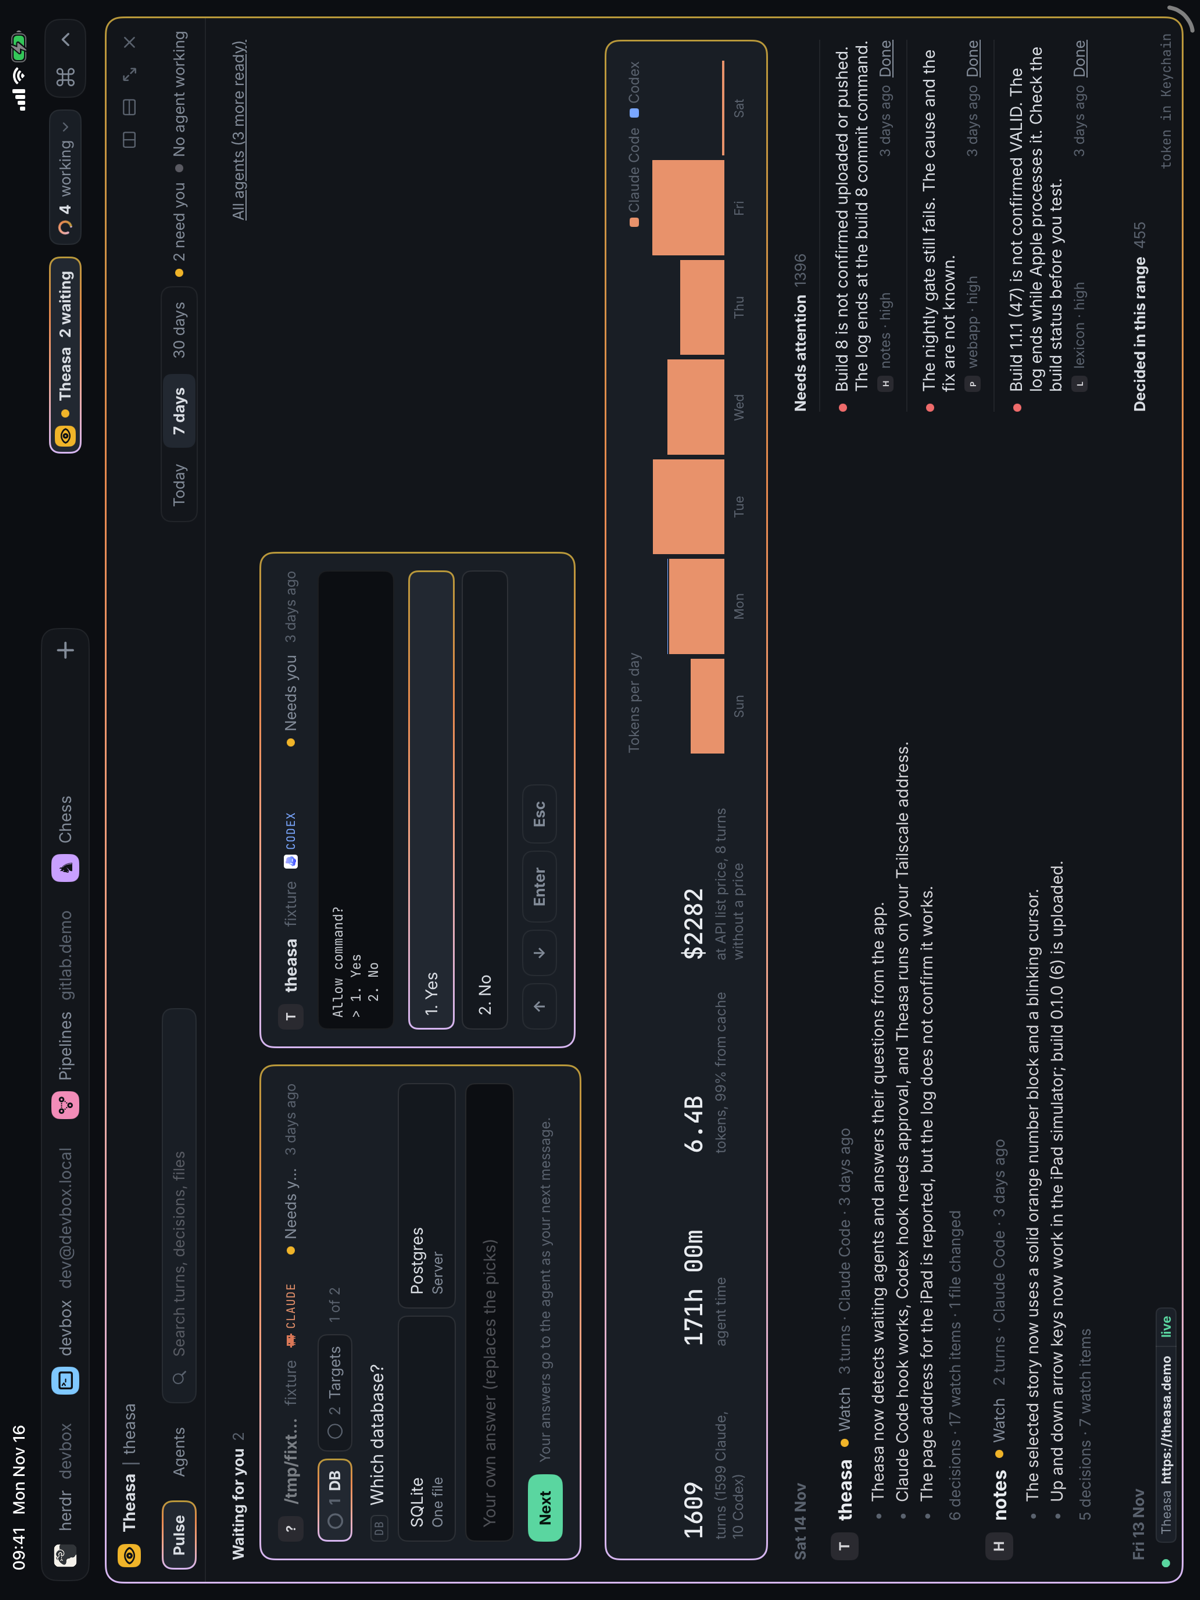 09:41 Mon Nov 16
herdr devbox
devbox dev@devbox.local
Pipelines gitlab.demo
Chess
Theasa 2 waiting
4 working
Theasa | theasa
Pulse
Agents
Search turns, decisions, files
Today
7 days
30 days
2 need you
No agent working
Waiting for you 2
All agents (3 more ready)
? /tmp/fixt... fixture CLAUDE Needs y... 3 days ago
1 DB
2 Targets
1 of 2
DB Which database?
SQLite
One file
Postgres
Server
Your own answer (replaces the picks)
Next
Your answers go to the agent as your next message.
T theasa fixture CODEX Needs you 3 days ago
Allow command?
> 1. Yes
2. No
1. Yes
2. No
↑
↓
Enter
Esc
1609
turns (1599 Claude,
10 Codex)
171h 00m
agent time
6.4B
tokens, 99% from cache
$2282
at API list price, 8 turns
without a price
Tokens per day
Claude Code
Codex
Sun
Mon
Tue
Wed
Thu
Fri
Sat
Sat 14 Nov
T theasa Watch 3 turns · Claude Code · 3 days ago
• Theasa now detects waiting agents and answers their questions from the app.
• Claude Code hook works, Codex hook needs approval, and Theasa runs on your Tailscale address.
• The page address for the iPad is reported, but the log does not confirm it works.
6 decisions · 17 watch items · 1 file changed
H notes Watch 2 turns · Claude Code · 3 days ago
• The selected story now uses a solid orange number block and a blinking cursor.
• Up and down arrow keys now work in the iPad simulator; build 0.1.0 (6) is uploaded.
5 decisions · 7 watch items
Fri 13 Nov
Needs attention 1396
Build 8 is not confirmed uploaded or pushed.
The log ends at the build 8 commit command.
H notes · high 3 days ago Done
The nightly gate still fails. The cause and the
fix are not known.
P webapp · high 3 days ago Done
Build 1.1.1 (47) is not confirmed VALID. The
log ends while Apple processes it. Check the
build status before you test.
L lexicon · high 3 days ago Done
Decided in this range 455
Theasa https://theasa.demo live
token in Keychain